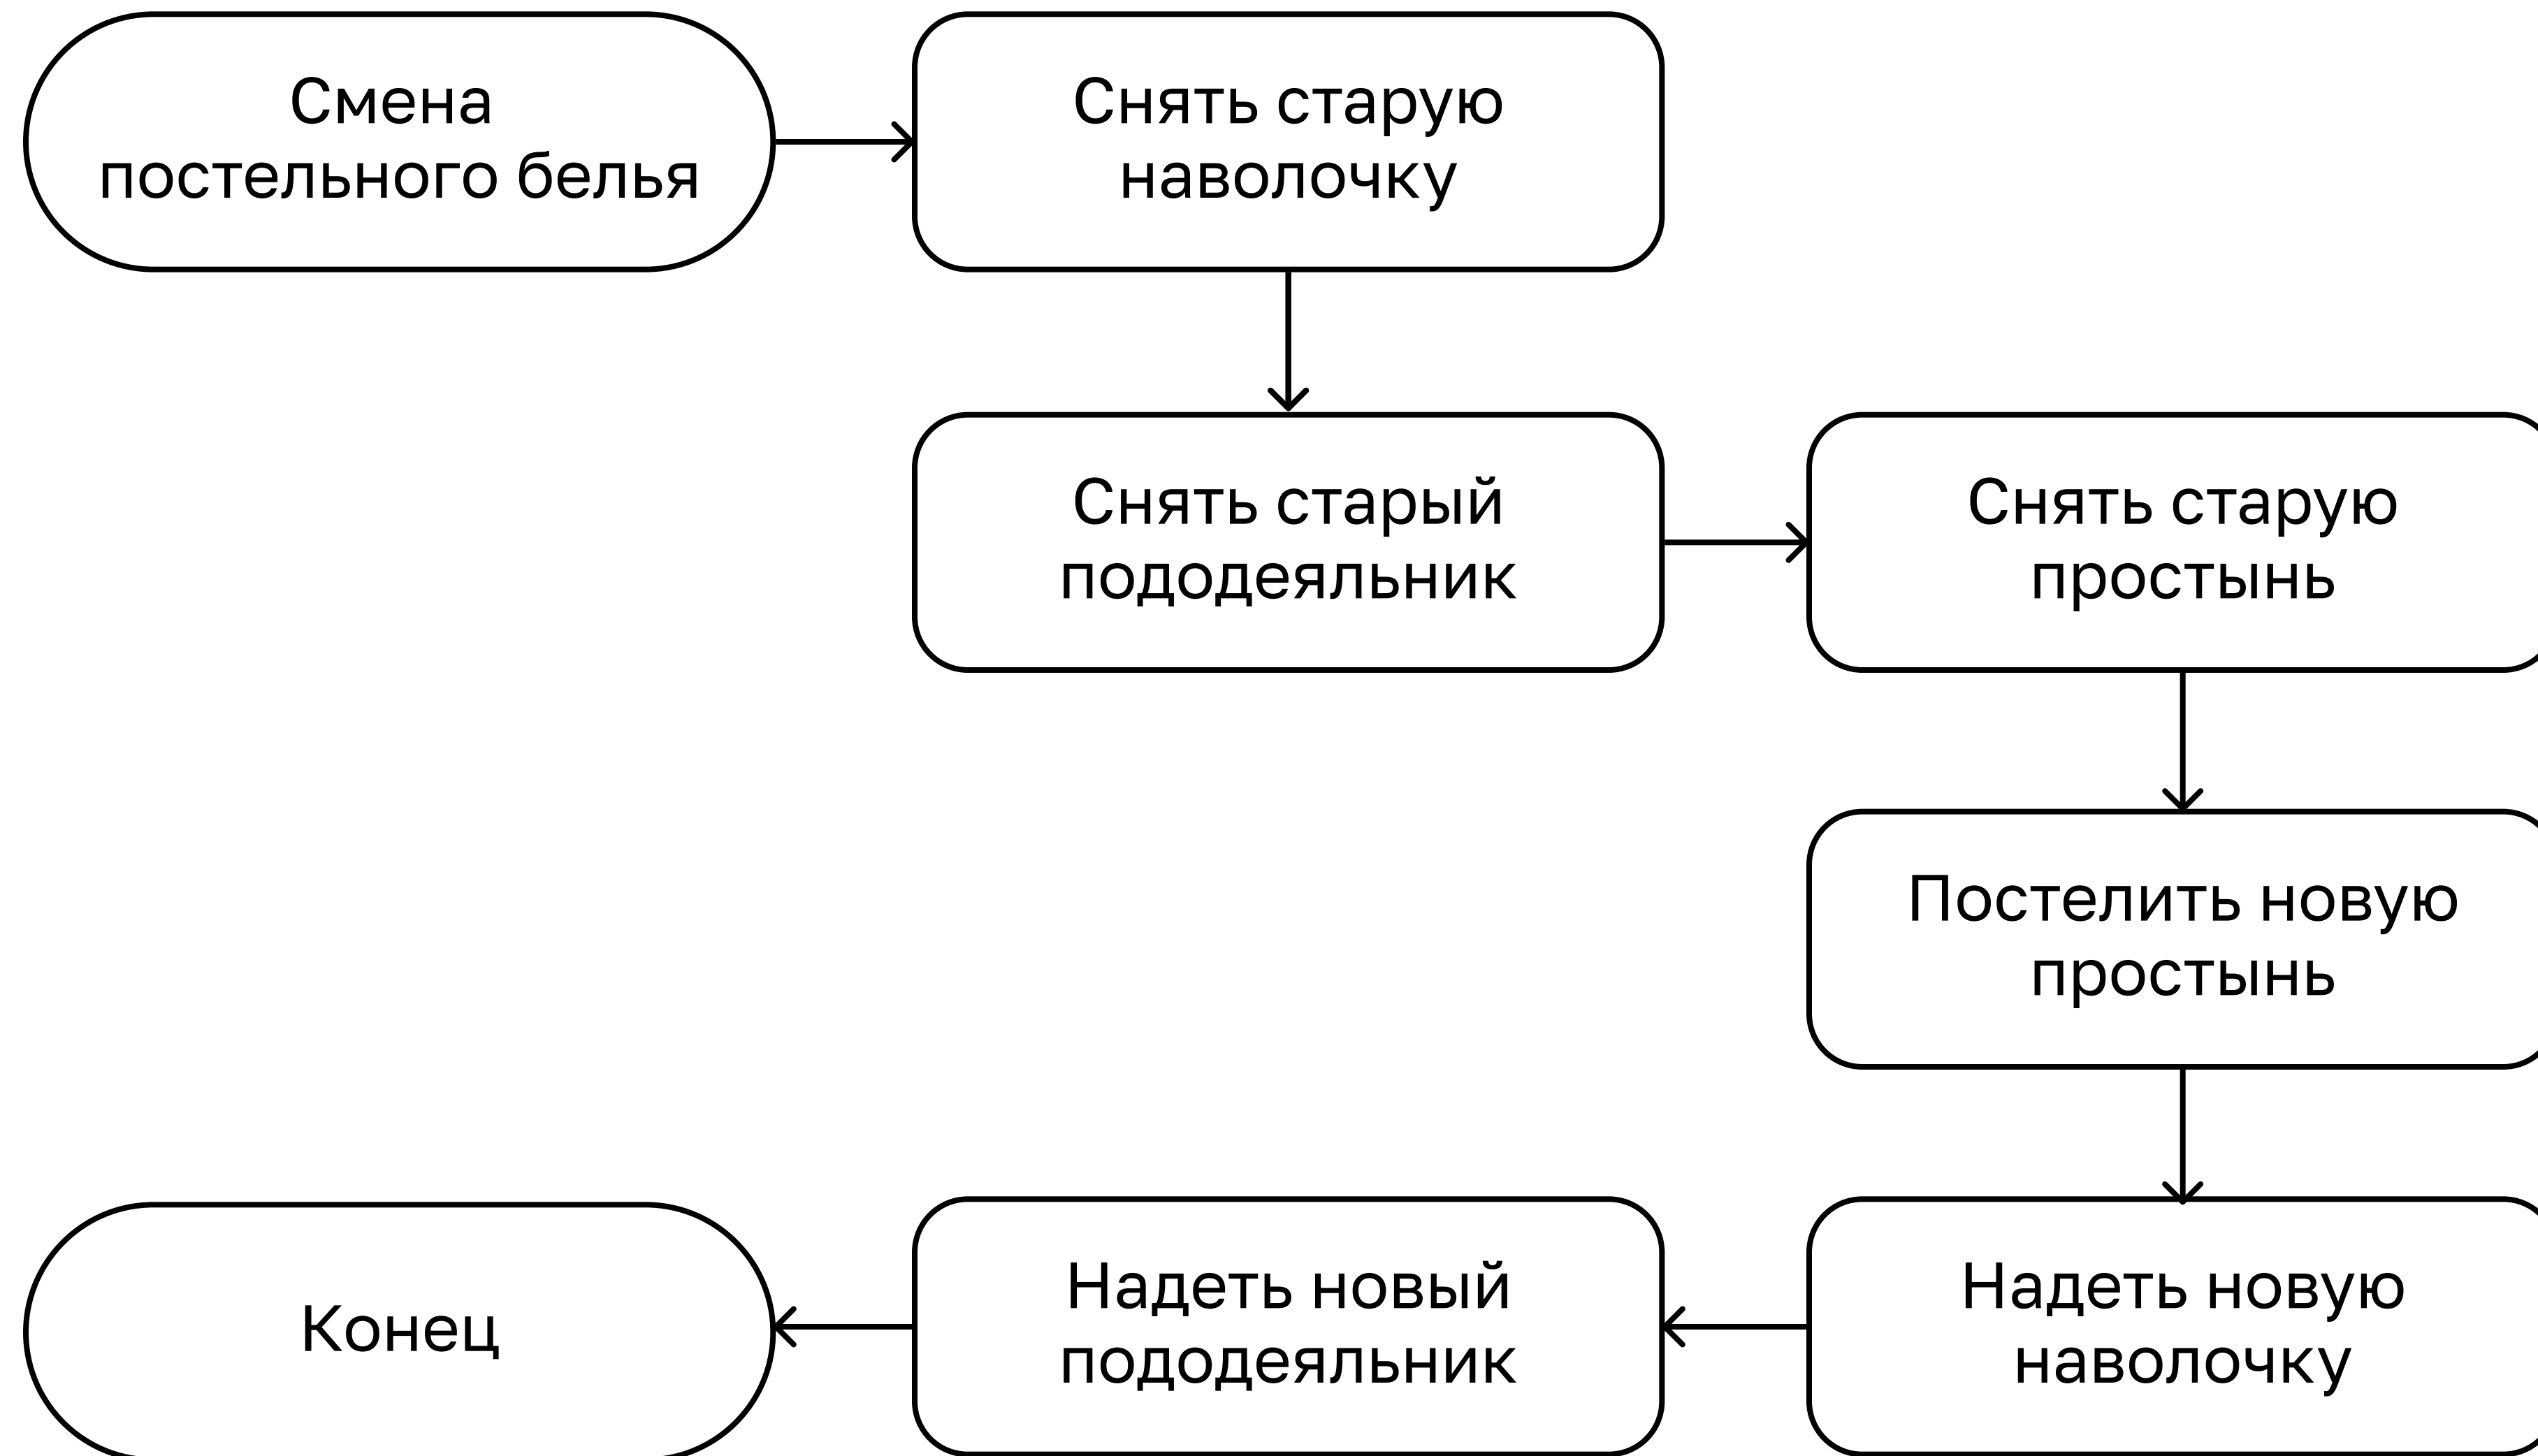 Смена
постельного белья
Снять старую
наволочку
Снять старый
пододеяльник
Снять старую
простынь
Постелить новую
простынь
Надеть новую
наволочку
Надеть новый
пододеяльник
Конец